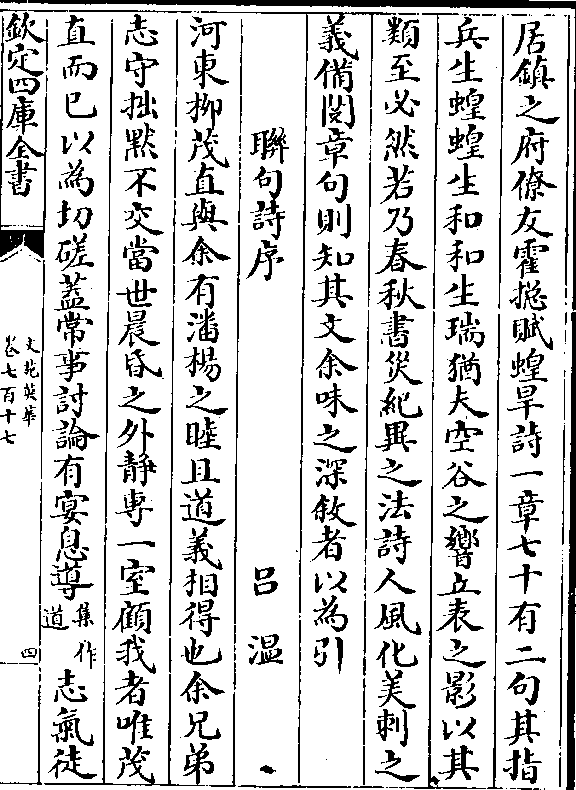 居鎮之府僚友霍揔賦蝗旱詩一章七十有二句其指
兵生蝗蝗生和和生瑞猶夫空谷之響立表之影以其
類至必然若乃春秋書災紀異之法詩人風化美刺之
義備閱章句則知其文余味之深敘者以為引
聯句詩序 呂溫
河東柳茂直與余有潘楊之睦且道義相得也余兄弟
志守拙黙不交當世晨昏之外靜專一室顧我者唯茂
直而已以為切磋蓋常事討論有宴息導集作道志氣徒
欽定四庫全書
文苑英華
卷七百十七
四